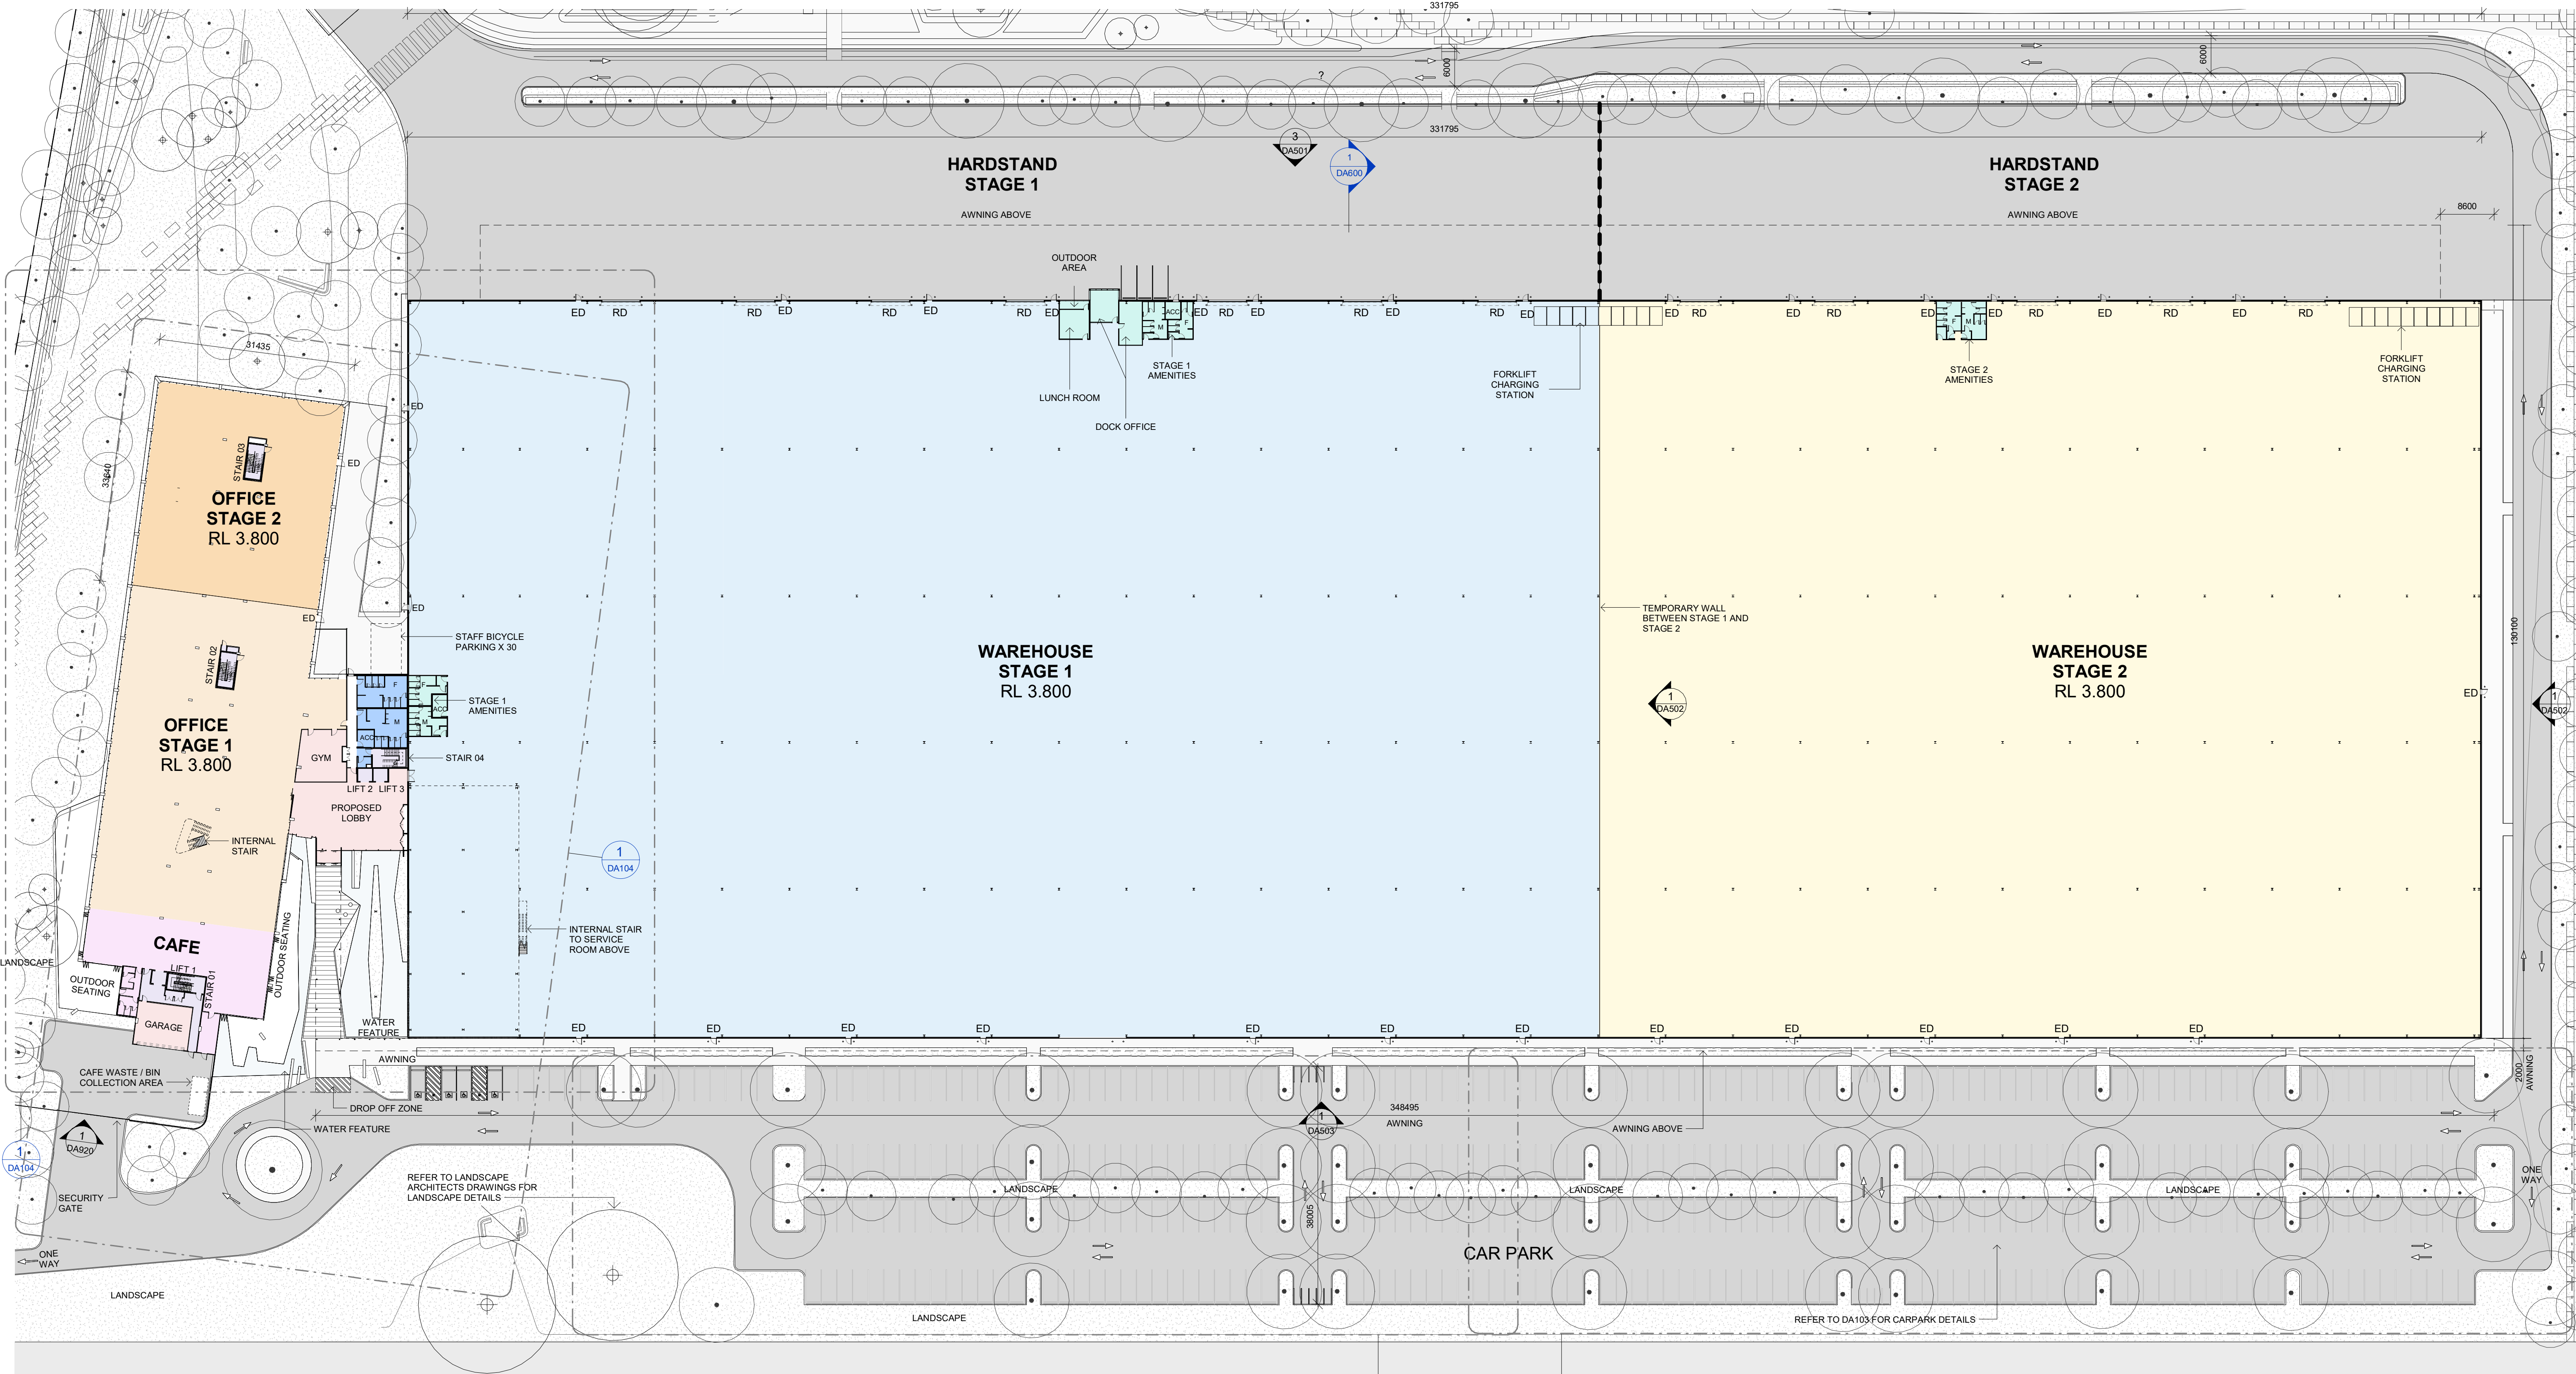 331795
6000
6000
?
331795
3
DA501
1
DA600
HARDSTAND
STAGE 1
HARDSTAND
STAGE 2
AWNING ABOVE
AWNING ABOVE
8600
OUTDOOR
AREA
ED
RD
RD
ED
RD
ED
RD
ED
ACC
M
F
ED
RD
ED
RD
ED
RD
ED
ED
RD
ED
RD
ED
F
M
ED
RD
ED
RD
ED
RD
31435
STAGE 1
AMENITIES
LUNCH ROOM
DOCK OFFICE
FORKLIFT
CHARGING
STATION
STAGE 2
AMENITIES
FORKLIFT
CHARGING
STATION
ED
33640
STAIR 03
ED
OFFICE
STAGE 2
RL 3.800
ED
ED
STAFF BICYCLE
PARKING X 30
TEMPORARY WALL
BETWEEN STAGE 1 AND
STAGE 2
130100
STAIR 02
WAREHOUSE
STAGE 1
RL 3.800
WAREHOUSE
STAGE 2
RL 3.800
F
F
ACC
M
M
ACC
STAGE 1
AMENITIES
1
DA502
ED
1
DA502
OFFICE
STAGE 1
RL 3.800
GYM
STAIR 04
LIFT 2
LIFT 3
PROPOSED
LOBBY
INTERNAL
STAIR
1
DA104
OUTDOOR SEATING
INTERNAL STAIR
TO SERVICE
ROOM ABOVE
CAFE
LANDSCAPE
LIFT 1
STAIR 01
OUTDOOR
SEATING
GARAGE
WATER
FEATURE
ED
ED
ED
ED
ED
ED
ED
ED
ED
ED
ED
ED
AWNING
CAFE WASTE / BIN
COLLECTION AREA
2000
AWNING
DROP OFF ZONE
348495
AWNING
1
DA503
WATER FEATURE
AWNING ABOVE
1
DA920
1
DA104
SECURITY
GATE
REFER TO LANDSCAPE
ARCHITECTS DRAWINGS FOR
LANDSCAPE DETAILS
LANDSCAPE
LANDSCAPE
LANDSCAPE
ONE
WAY
38005
CAR PARK
ONE
WAY
LANDSCAPE
LANDSCAPE
REFER TO DA103 FOR CARPARK DETAILS